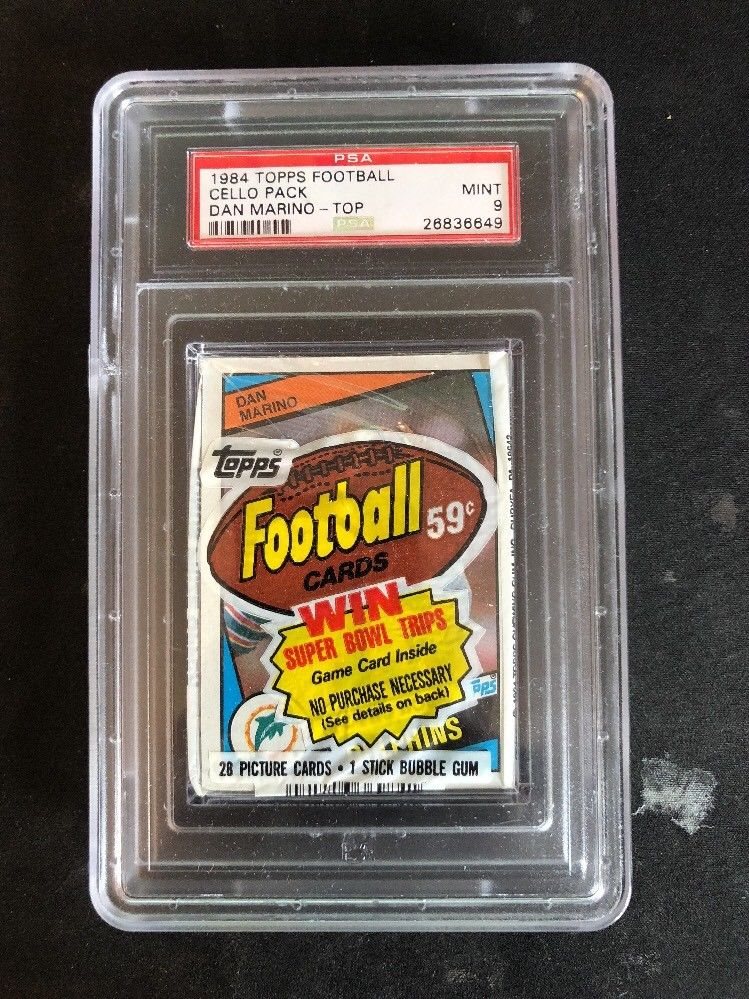 PSA
1984 TOPPS FOOTBALL
CELLO PACK MINT
DAN MARINO - TOP 9
PSA 26836649
DAN
MARINO
Topps®
Football 59¢
CARDS
WIN
SUPER BOWL TRIPS
Game Card Inside
NO PURCHASE NECESSARY
(See details on back)
28 PICTURE CARDS • 1 STICK BUBBLE GUM